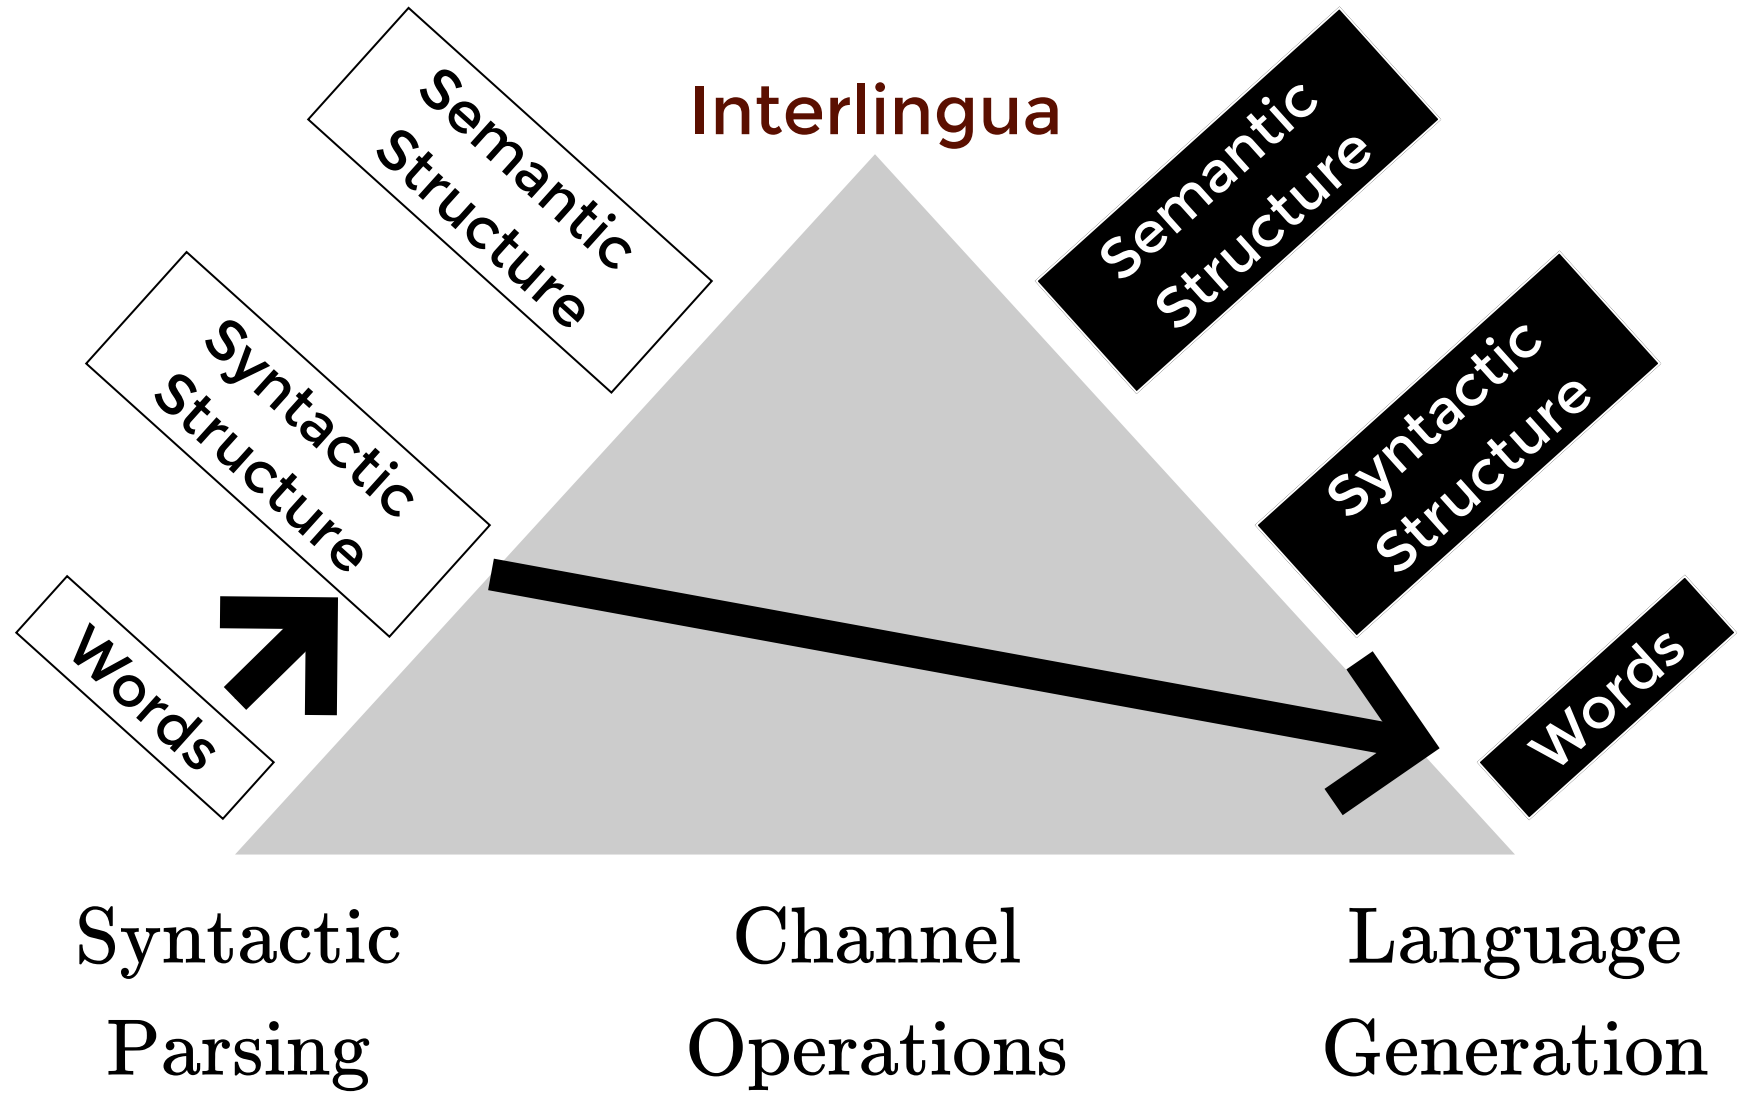 Interlingua
Semantic
Structure
Semantic
Structure
Syntactic
Structure
Syntactic
Structure
Words
Words
Syntactic
Parsing
Channel
Operations
Language
Generation